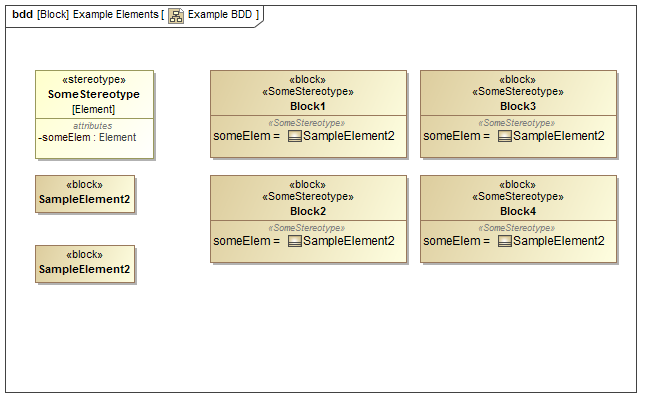 bdd [Block] Example Elements [ Example BDD ]
«stereotype»
SomeStereotype
[Element]
attributes
-someElem : Element
«block»
SampleElement2
«block»
SampleElement2
«block»
«SomeStereotype»
Block1
«SomeStereotype»
someElem = SampleElement2
«block»
«SomeStereotype»
Block3
«SomeStereotype»
someElem = SampleElement2
«block»
«SomeStereotype»
Block2
«SomeStereotype»
someElem = SampleElement2
«block»
«SomeStereotype»
Block4
«SomeStereotype»
someElem = SampleElement2